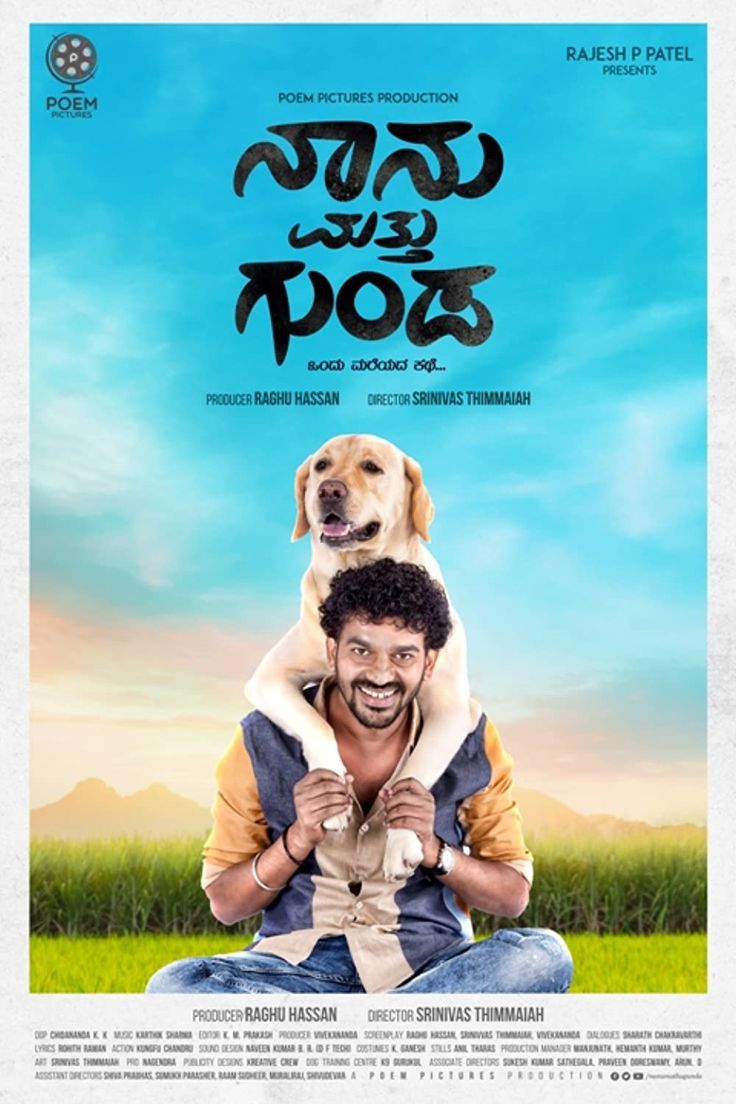 POEM
PICTURES
RAJESH P PATEL
PRESENTS
POEM PICTURES PRODUCTION
ನಾನು
ಮತ್ತು
ಗುಂಡ
ಒಂದು ಮರೆಯದ ಕಥೆ...
PRODUCER RAGHU HASSAN DIRECTOR SRINIVAS THIMMAIAH
PRODUCER RAGHU HASSAN DIRECTOR SRINIVAS THIMMAIAH
DOP CHIDANANDA K. K MUSIC KARTHIK SHARMA EDITOR K. M. PRAKASH PRODUCER VIVEKANANDA SCREENPLAY RAGHU HASSAN, SRINIVVAS THIMMAIAH, VIVEKANANDA DIALOGUES SHARATH CHAKRAVARTHI
LYRICS ROHITH RAMAN ACTION KUNGFU CHANDRU SOUND DESIGN NAVEEN KUMAR B. R. (D F TECH) COSTUMES K. GANESH STILLS ANIL THARAS PRODUCTION MANAGER MANJUNATH, HEMANTH KUMAR, MURTHY
ART SRINIVAS THIMMAIAH PRO NAGENDRA PUBLICITY DESIGNS KREATIVE CREW DOG TRAINING CENTRE K9 GURUKUL ASSOCIATE DIRECTORS SUKESH KUMAR SATHEGALA, PRAVEEN DORESWAMY, ARUN. D
ASSISTANT DIRECTORS SHIVA PRABHAS, SUMUKH PARASHER, RAAM SUDHEER, MURALIRAJ, SHIVUDEVAR A POEM PICTURES PRODUCTION